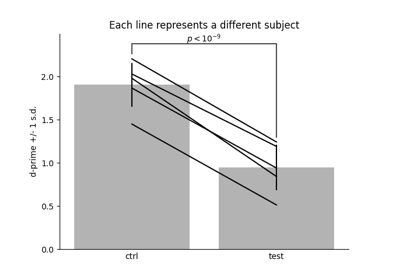 Each line represents a different subject
p < 10⁻⁹
2.0
1.5
1.0
0.5
0.0
d-prime +/- 1 s.d.
ctrl test